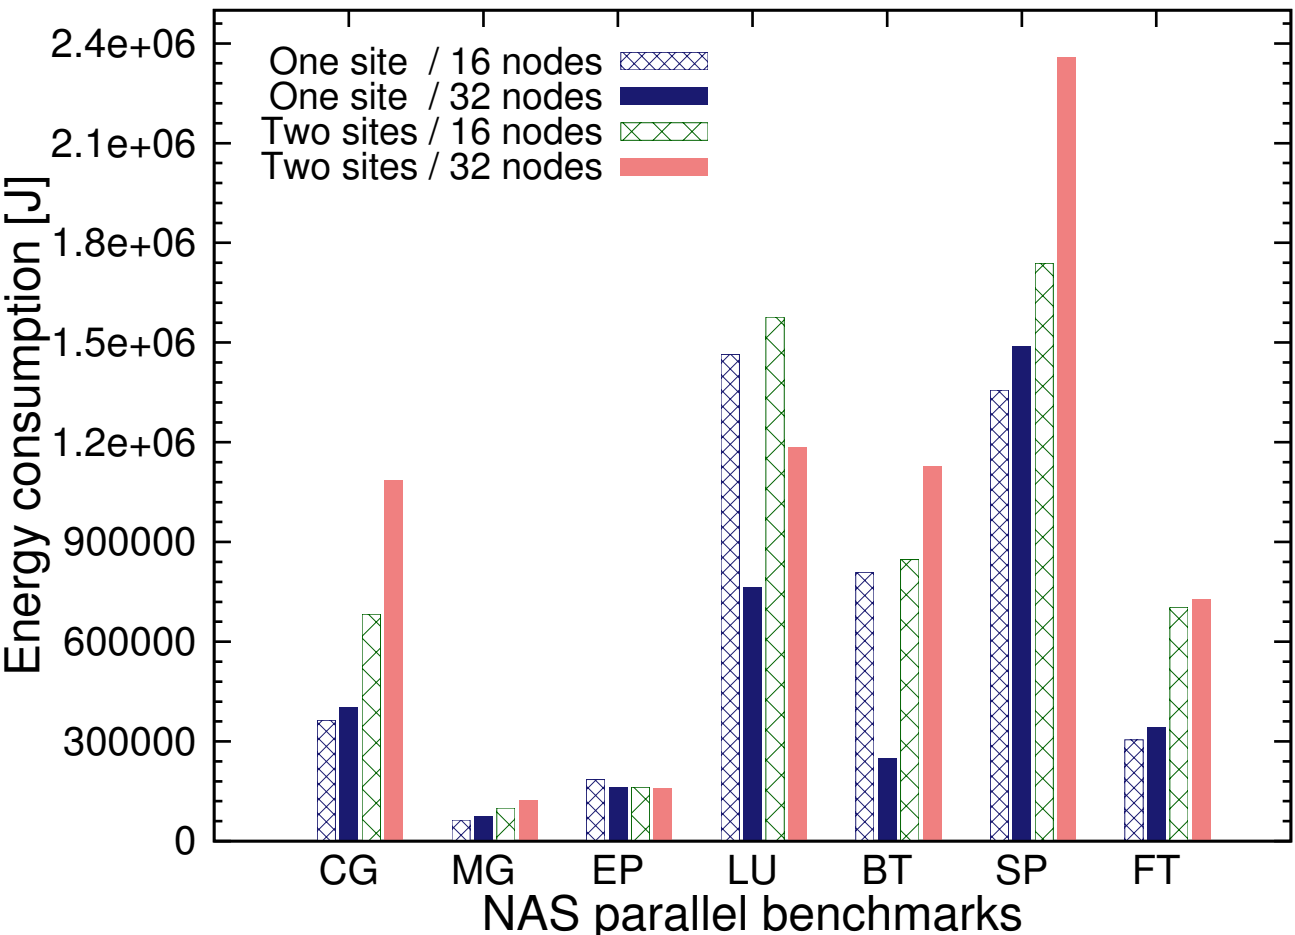 2.4e+06
2.1e+06
1.8e+06
1.5e+06
1.2e+06
900000
600000
300000
0
Energy consumption [J]
One site / 16 nodes
One site / 32 nodes
Two sites / 16 nodes
Two sites / 32 nodes
CG MG EP LU BT SP FT
NAS parallel benchmarks